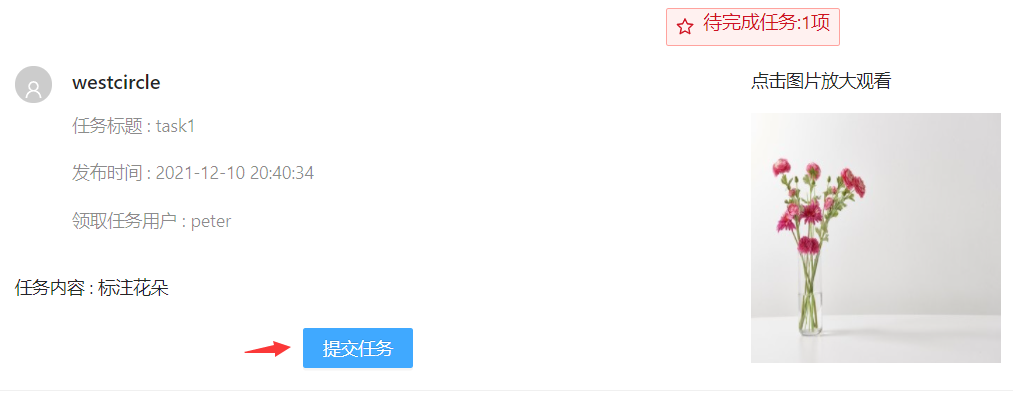 待完成任务:1项
westcircle
点击图片放大观看
任务标题 : task1
发布时间 : 2021-12-10 20:40:34
领取任务用户 : peter
任务内容 : 标注花朵
提交任务